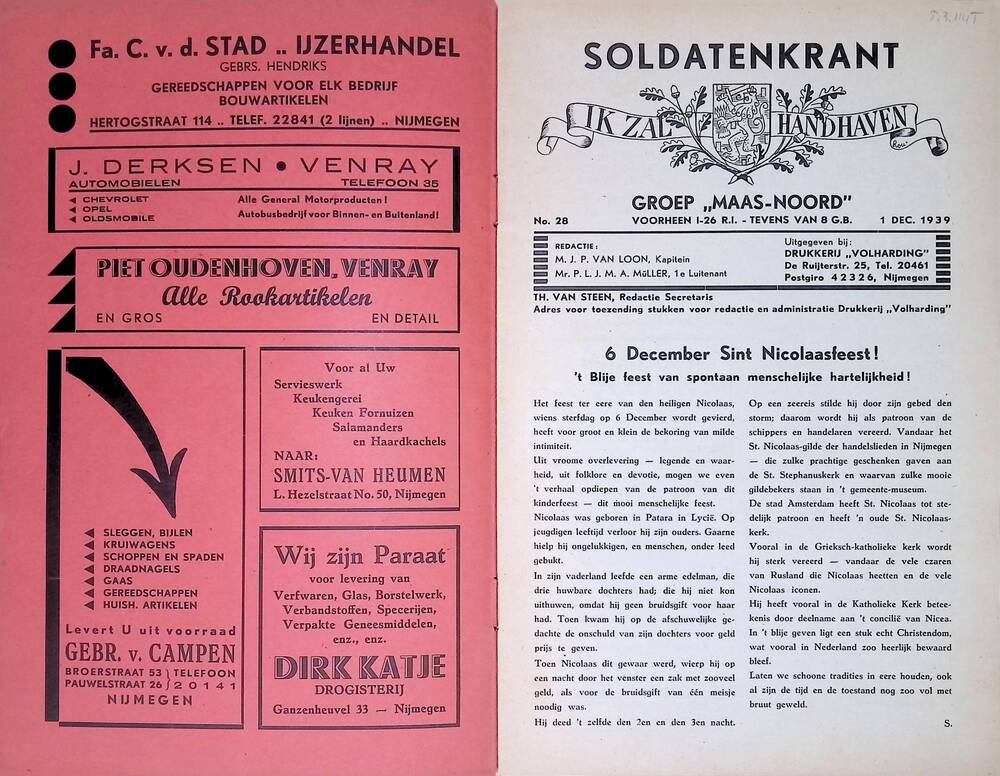 Fa. C. v. d. STAD .. IJZERHANDEL
GEBRS. HENDRIKS
GEREEDSCHAPPEN VOOR ELK BEDRIJF
BOUWARTIKELEN
HERTOGSTRAAT 114 .. TELEF. 22841 (2 lijnen) .. NIJMEGEN
J. DERKSEN • VENRAY
AUTOMOBIELEN TELEFOON 35
CHEVROLET
OPEL
OLDSMOBILE
Alle General Motorproducten!
Autobusbedrijf voor Binnen- en Buitenland!
PIET OUDENHOVEN, VENRAY
Alle Rookartikelen
EN GROS EN DETAIL
SLEGGEN, BIJLEN
KRUIWAGENS
SCHOPPEN EN SPADEN
DRAADNAGELS
GAAS
GEREEDSCHAPPEN
HUISH. ARTIKELEN
Levert U uit voorraad
GEBR. v. CAMPEN
BROERSTRAAT 53 TELEFOON
PAUWELSTRAAT 26 20141
NIJMEGEN
Voor al Uw
Servieswerk
Keukengerei
Keuken Fornuizen
Salamanders
en Haardkachels
NAAR:
SMITS-VAN HEUMEN
L. Hezelstraat No. 50, Nijmegen
Wij zijn Paraat
voor levering van
Verfwaren, Glas, Borstelwerk,
Verbandstoffen, Specerijen,
Verpakte Geneesmiddelen,
enz., enz.
DIRK KATJE
DROGISTERIJ
Ganzenheuvel 33 — Nijmegen
SOLDATENKRANT
IK ZAL HANDHAVEN
GROEP „MAAS-NOORD”
No. 28 VOORHEEN I-26 R.I. - TEVENS VAN 8 G.B. 1 DEC. 1939
REDACTIE:
M. J. P. VAN LOON, Kapitein
Mr. P. L. J. M. A. MüLLER, 1e Luitenant
Uitgegeven bij:
DRUKKERIJ „VOLHARDING”
De Ruijterstr. 25, Tel. 20461
Postgiro 42326, Nijmegen
TH. VAN STEEN, Redactie Secretaris
Adres voor toezending stukken voor redactie en administratie Drukkerij „Volharding”
6 December Sint Nicolaasfeest!
't Blije feest van spontaan menschelijke hartelijkheid!
Het feest ter eere van den heiligen Nicolaas,
wiens sterfdag op 6 December wordt gevierd,
heeft voor groot en klein de bekoring van milde
intimiteit.
Uit vroome overlevering — legende en waar-
heid, uit folklore en devotie, mogen we even
't verhaal opdiepen van de patroon van dit
kinderfeest — dit mooi menschelijke feest.
Nicolaas was geboren in Patara in Lycië. Op
jeugdigen leeftijd verloor hij zijn ouders. Gaarne
hielp hij ongelukkigen, en menschen, onder leed
gebukt.
In zijn vaderland leefde een arme edelman, die
drie huwbare dochters had; die hij niet kon
uithuwen, omdat hij geen bruidsgift voor haar
had. Toen kwam hij op de afschuwelijke ge-
dachte de onschuld van zijn dochters voor geld
prijs te geven.
Toen Nicolaas dit gewaar werd, wierp hij op
een nacht door het venster een zak met zooveel
geld, als voor de bruidsgift van één meisje
noodig was.
Hij deed 't zelfde den 2en en den 3en nacht.
Op een zeereis stilde hij door zijn gebed den
storm; daarom wordt hij als patroon van de
schippers en handelaren vereerd. Vandaar het
St. Nicolaas-gilde der handelslieden in Nijmegen
— die zulke prachtige geschenken gaven aan
de St. Stephanuskerk en waarvan zulke mooie
gildebekers staan in 't gemeente-museum.
De stad Amsterdam heeft St. Nicolaas tot ste-
delijk patroon en heeft 'n oude St. Nicolaas-
kerk.
Vooral in de Grieksch-katholieke kerk wordt
hij sterk vereerd — vandaar de vele czaren
van Rusland die Nicolaas heetten en de vele
Nicolaas iconen.
Hij heeft vooral in de Katholieke Kerk betee-
kenis door deelname aan 't concilië van Nicea.
In 't blije geven ligt een stuk echt Christendom,
wat vooral in Nederland zoo heerlijk bewaard
bleef.
Laten we schoone tradities in eere houden, ook
al zijn de tijd en de toestand nog zoo vol met
bruut geweld.
S.